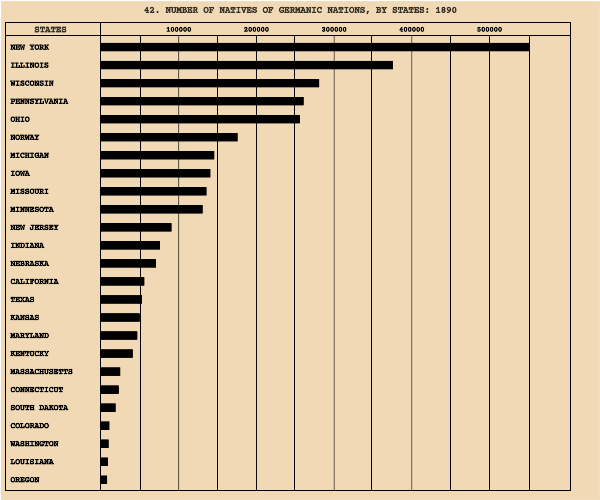 42. NUMBER OF NATIVES OF GERMANIC NATIONS, BY STATES: 1890
STATES 100000 200000 300000 400000 500000
NEW YORK
ILLINOIS
WISCONSIN
PENNSYLVANIA
OHIO
NORWAY
MICHIGAN
IOWA
MISSOURI
MINNESOTA
NEW JERSEY
INDIANA
NEBRASKA
CALIFORNIA
TEXAS
KANSAS
MARYLAND
KENTUCKY
MASSACHUSETTS
CONNECTICUT
SOUTH DAKOTA
COLORADO
WASHINGTON
LOUISIANA
OREGON